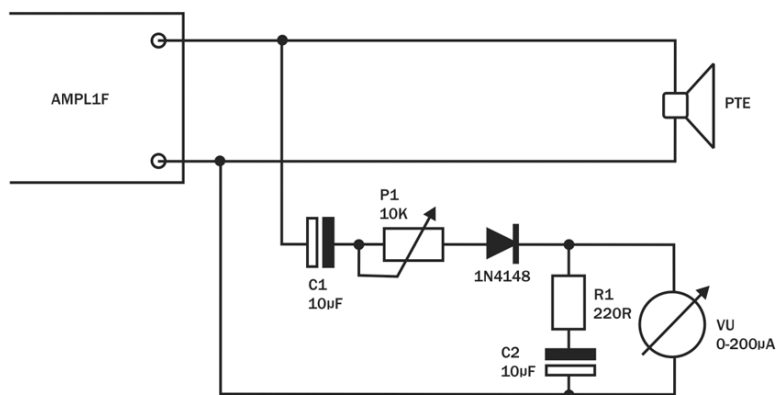 AMPL1F
PTE
P1
10K
C1
10µF
1N4148
R1
220R
C2
10µF
VU
0-200µA